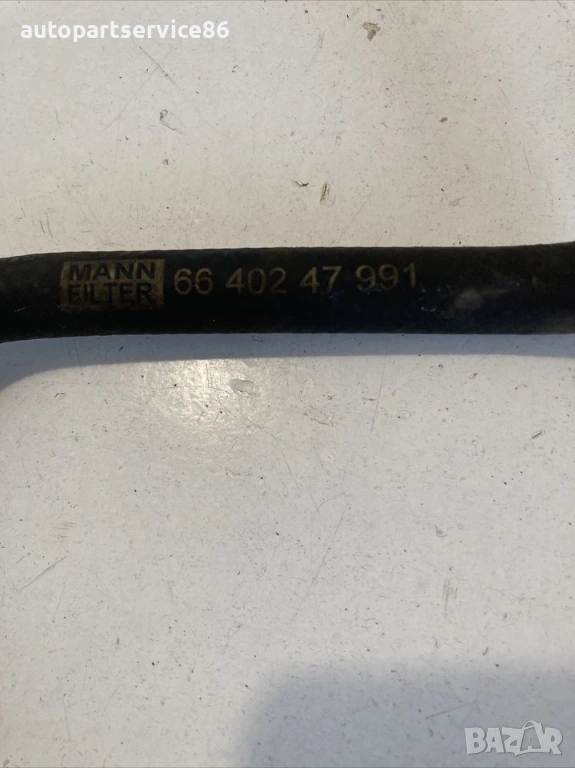 autopartservice86
MANN
FILTER
66 402 47 991
BAZAR